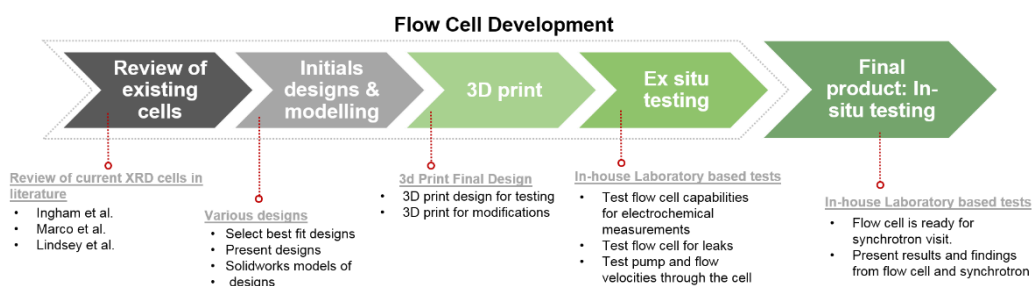 Flow Cell Development
Review of
existing
cells
Initials
designs &
modelling
3D print
Ex situ
testing
Final
product: In-
situ testing
Review of current XRD cells in
literature
• Ingham et al.
• Marco et al.
• Lindsey et al.
Various designs
• Select best fit designs
• Present designs
• Solidworks models of
• designs
3d Print Final Design
• 3D print design for testing
• 3D print for modifications
In-house Laboratory based tests
• Test flow cell capabilities
for electrochemical
measurements
• Test flow cell for leaks
• Test pump and flow
velocities through the cell
In-house Laboratory based tests
• Flow cell is ready for
synchrotron visit.
• Present results and findings
from flow cell and synchrotron